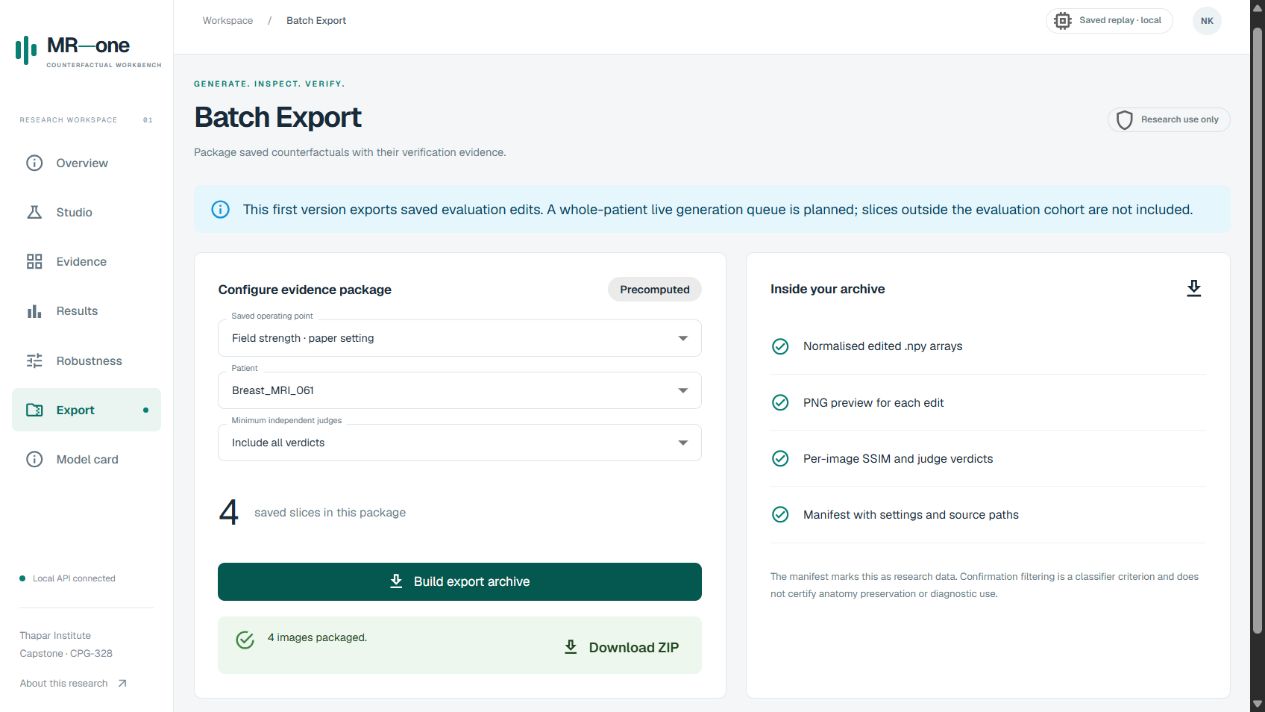 MR—one
COUNTERFACTUAL WORKBENCH
RESEARCH WORKSPACE 01
Overview
Studio
Evidence
Results
Robustness
Export
Model card
Local API connected
Thapar Institute
Capstone · CPG-328
About this research
Workspace / Batch Export
Saved replay · local
NK
GENERATE. INSPECT. VERIFY.
Batch Export
Research use only
Package saved counterfactuals with their verification evidence.
This first version exports saved evaluation edits. A whole-patient live generation queue is planned; slices outside the evaluation cohort are not included.
Configure evidence package
Precomputed
Saved operating point
Field strength · paper setting
Patient
Breast_MRI_061
Minimum independent judges
Include all verdicts
4 saved slices in this package
Build export archive
4 images packaged.
Download ZIP
Inside your archive
Normalised edited .npy arrays
PNG preview for each edit
Per-image SSIM and judge verdicts
Manifest with settings and source paths
The manifest marks this as research data. Confirmation filtering is a classifier criterion and does
not certify anatomy preservation or diagnostic use.